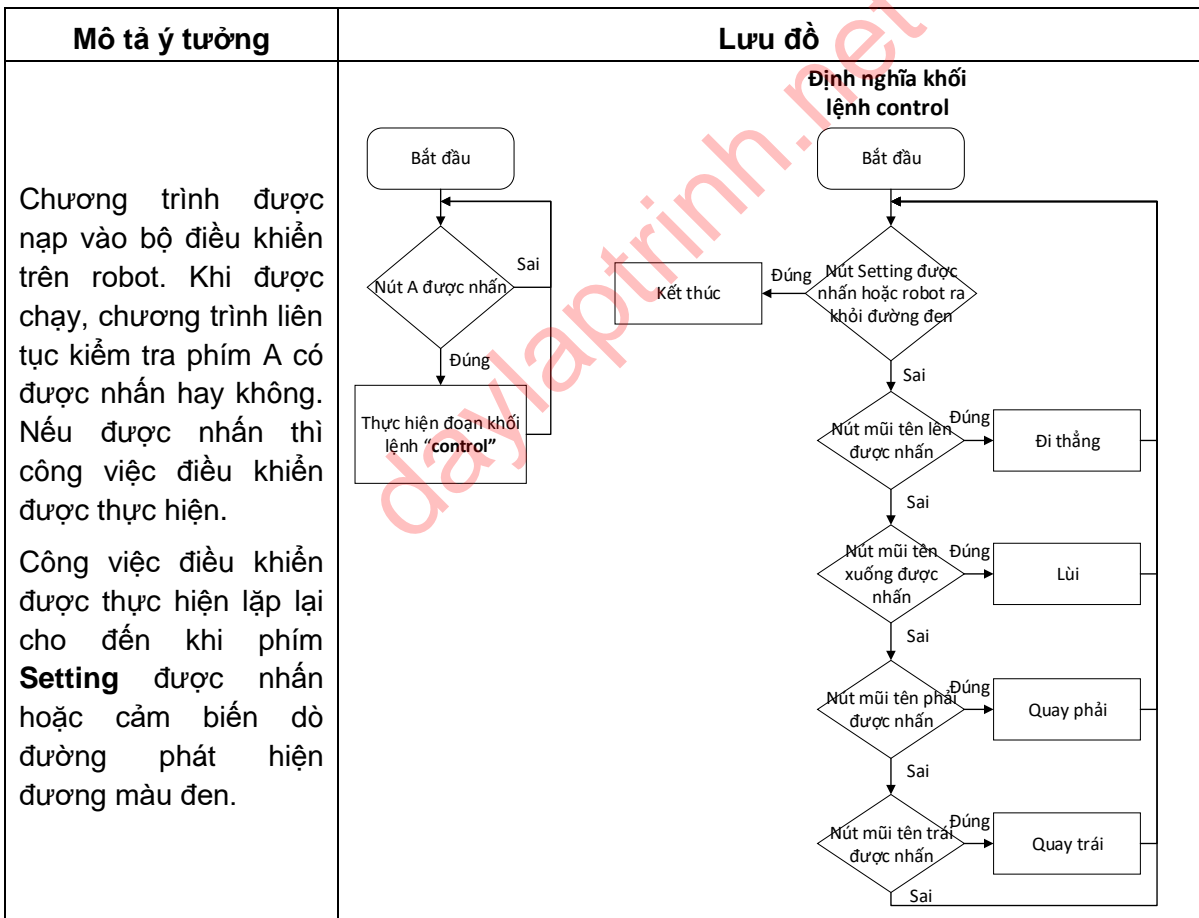 Mô tả ý tưởng
Lưu đồ
Chương trình được
nạp vào bộ điều khiển
trên robot. Khi được
chạy, chương trình liên
tục kiểm tra phím A có
được nhấn hay không.
Nếu được nhấn thì
công việc điều khiển
được thực hiện.
Công việc điều khiển
được thực hiện lặp lại
cho đến khi phím
Setting được nhấn
hoặc cảm biến dò
đường phát hiện
đương màu đen.
Bắt đầu
Nút A được nhấn
Sai
Đúng
Thực hiện đoạn khối
lệnh “control”
Định nghĩa khối
lệnh control
Bắt đầu
Nút Setting được
nhấn hoặc robot ra
khỏi đường đen
Đúng
Kết thúc
Sai
Nút mũi tên lên
được nhấn
Đúng
Đi thẳng
Sai
Nút mũi tên
xuống được
nhấn
Đúng
Lùi
Sai
Nút mũi tên phải
được nhấn
Đúng
Quay phải
Sai
Nút mũi tên trái
được nhấn
Đúng
Quay trái
Sai
daylaptrinh.net